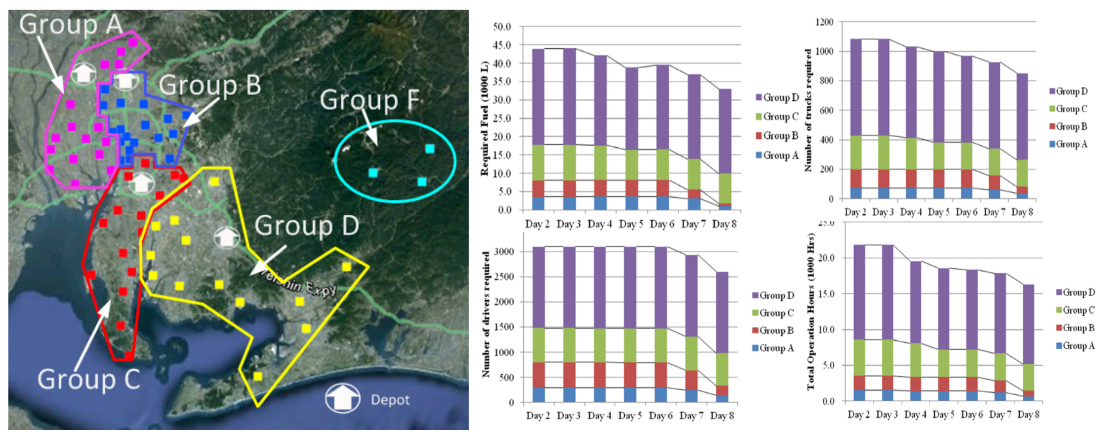 Group A
Group B
Group F
Group D
Group C
Depot
Required Fuel (1000 L)
50.0
45.0
40.0
35.0
30.0
25.0
20.0
15.0
10.0
5.0
0.0
Day 2 Day 3 Day 4 Day 5 Day 6 Day 7 Day 8
Group D
Group C
Group B
Group A
Number of trucks required
1200
1000
800
600
400
200
0
Day 2 Day 3 Day 4 Day 5 Day 6 Day 7 Day 8
Group D
Group C
Group B
Group A
Number of drivers required
3000
2500
2000
1500
1000
500
0
Day 2 Day 3 Day 4 Day 5 Day 6 Day 7 Day 8
Group D
Group C
Group B
Group A
Total Operation Hours (1000 Hrs)
25.0
20.0
15.0
10.0
5.0
0.0
Day 2 Day 3 Day 4 Day 5 Day 6 Day 7 Day 8
Group D
Group C
Group B
Group A